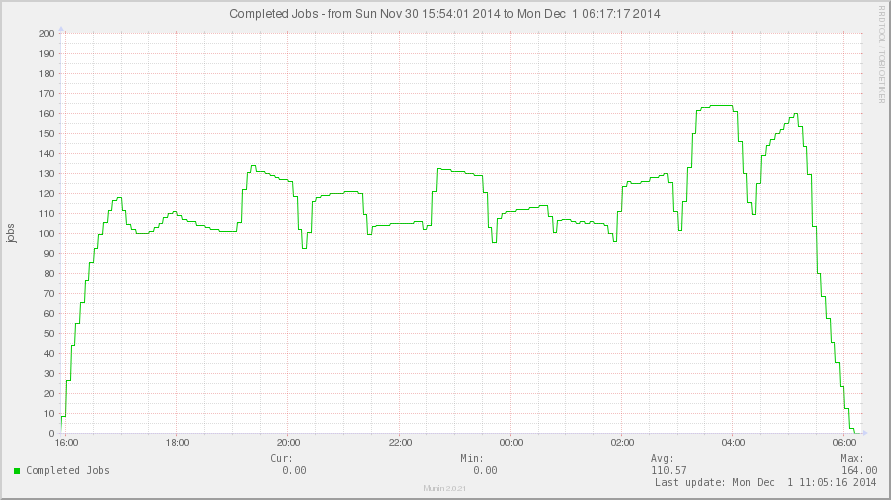 Completed Jobs - from Sun Nov 30 15:54:01 2014 to Mon Dec  1 06:17:17 2014
RRDTOOL / TOBI OETIKER
200
190
180
170
160
150
140
130
120
110
100
90
80
70
60
50
40
30
20
10
0
jobs
16:00 18:00 20:00 22:00 00:00 02:00 04:00 06:00
Cur: Min: Avg: Max:
Completed Jobs 0.00 0.00 110.57 164.00
Last update: Mon Dec  1 11:05:16 2014
Munin 2.0.21